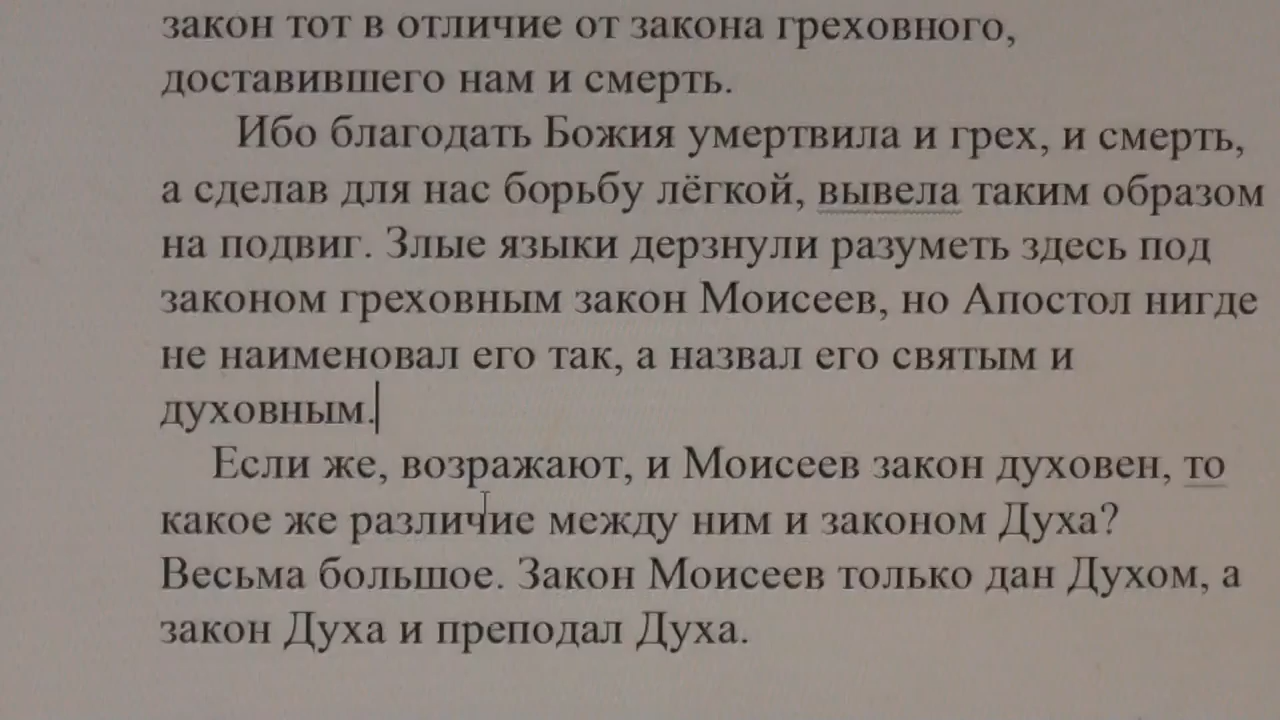 закон тот в отличие от закона греховного,
доставившего нам и смерть.
Ибо благодать Божия умертвила и грех, и смерть,
а сделав для нас борьбу лёгкой, вывела таким образом
на подвиг. Злые языки дерзнули разуметь здесь под
законом греховным закон Моисеев, но Апостол нигде
не наименовал его так, а назвал его святым и
духовным.
Если же, возражают, и Моисеев закон духовен, то
какое же различие между ним и законом Духа?
Весьма большое. Закон Моисеев только дан Духом, а
закон Духа и преподал Духа.